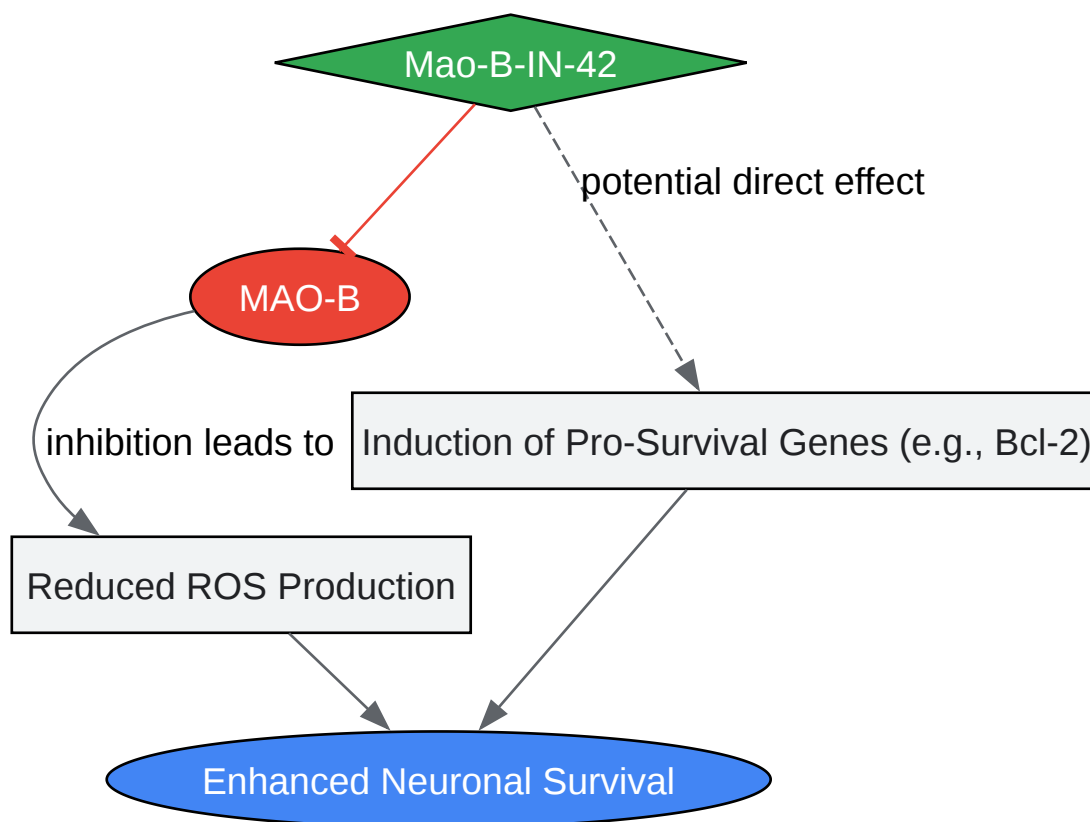 Mao-B-IN-42
potential direct effect
MAO-B
inhibition leads to
Induction of Pro-Survival Genes (e.g., Bcl-2)
Reduced ROS Production
Enhanced Neuronal Survival